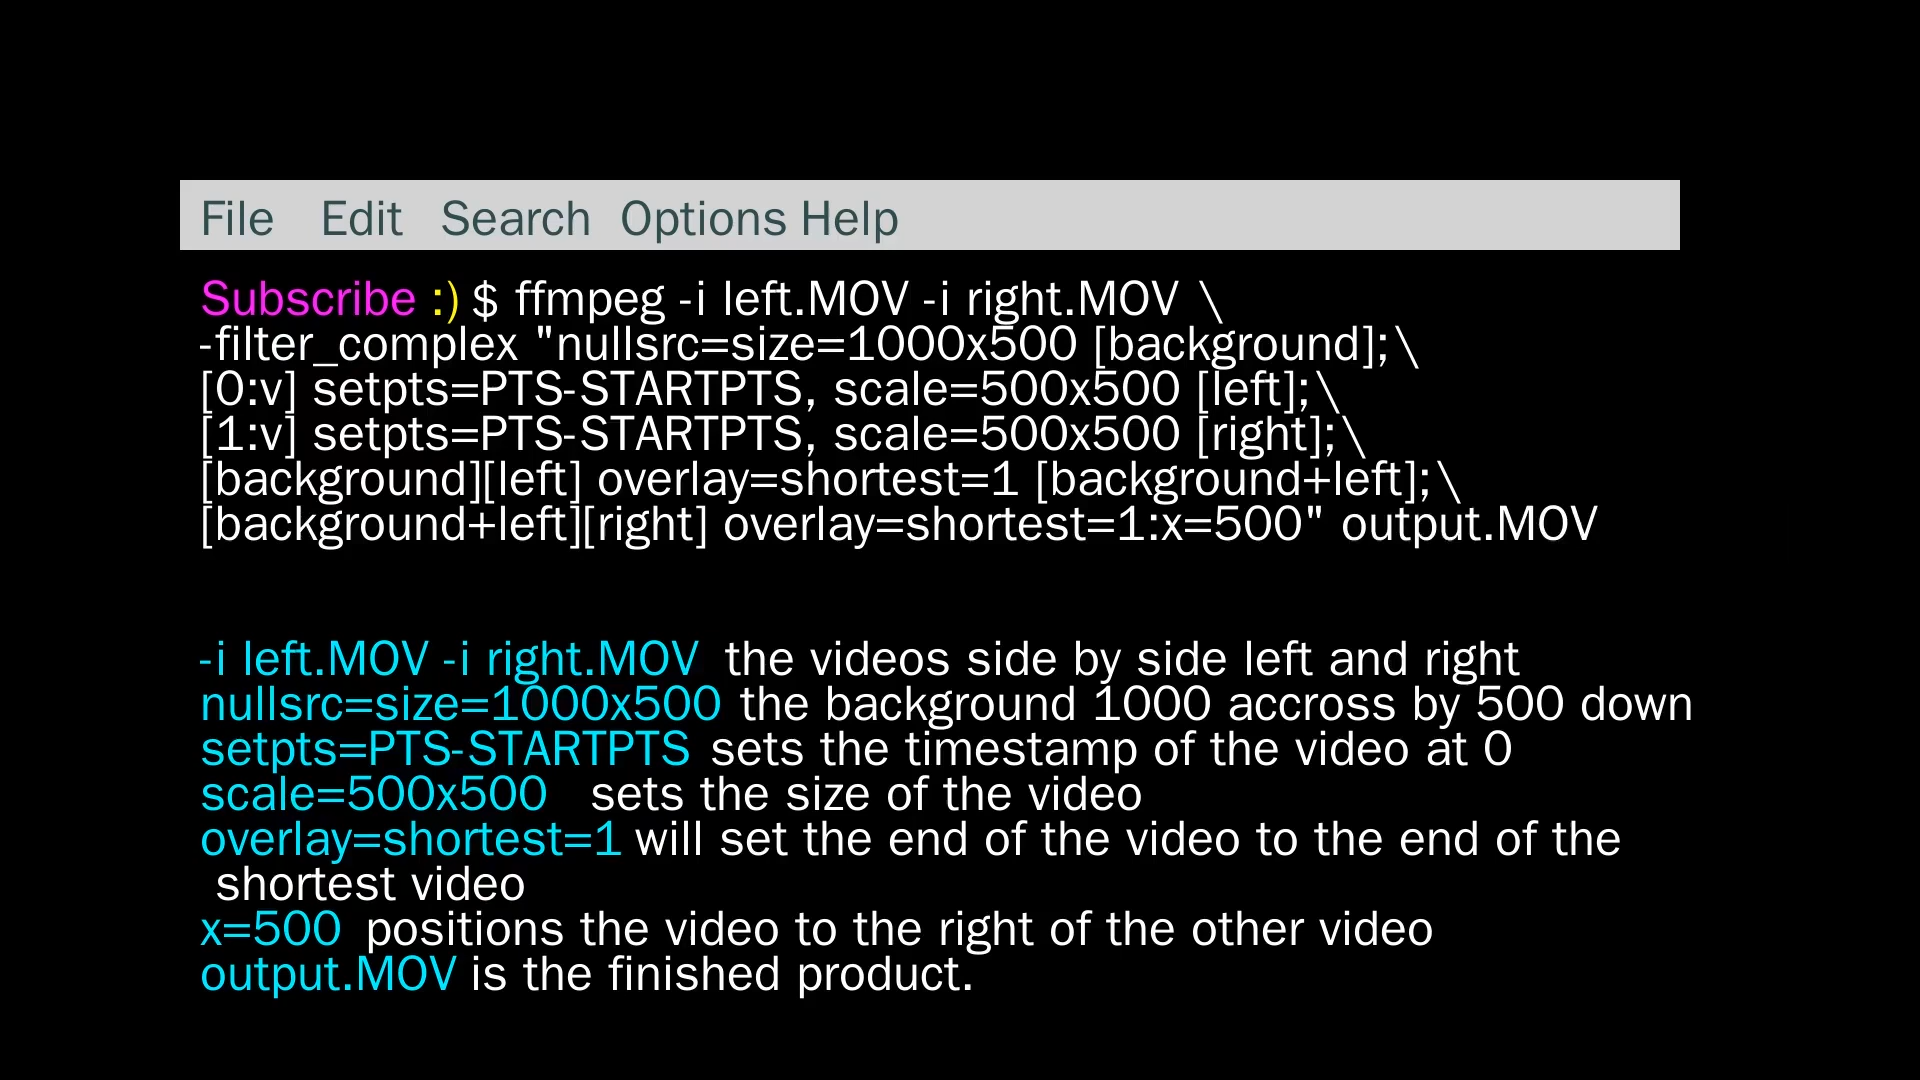 File Edit Search Options Help
Subscribe :) $ ffmpeg -i left.MOV -i right.MOV \
-filter_complex "nullsrc=size=1000x500 [background];\
[0:v] setpts=PTS-STARTPTS, scale=500x500 [left];\
[1:v] setpts=PTS-STARTPTS, scale=500x500 [right];\
[background][left] overlay=shortest=1 [background+left];\
[background+left][right] overlay=shortest=1:x=500" output.MOV
-i left.MOV -i right.MOV the videos side by side left and right
nullsrc=size=1000x500 the background 1000 accross by 500 down
setpts=PTS-STARTPTS sets the timestamp of the video at 0
scale=500x500 sets the size of the video
overlay=shortest=1 will set the end of the video to the end of the
shortest video
x=500 positions the video to the right of the other video
output.MOV is the finished product.